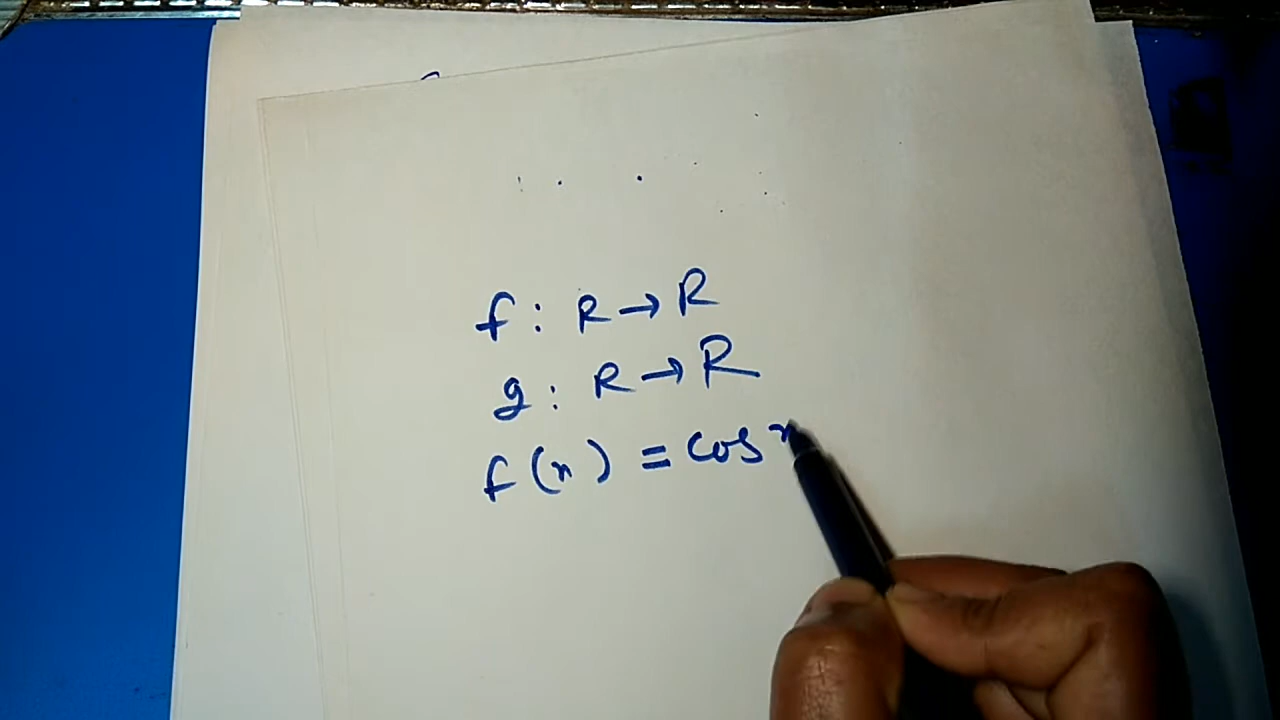 f : R → R
g : R → R
f(x) = cos x